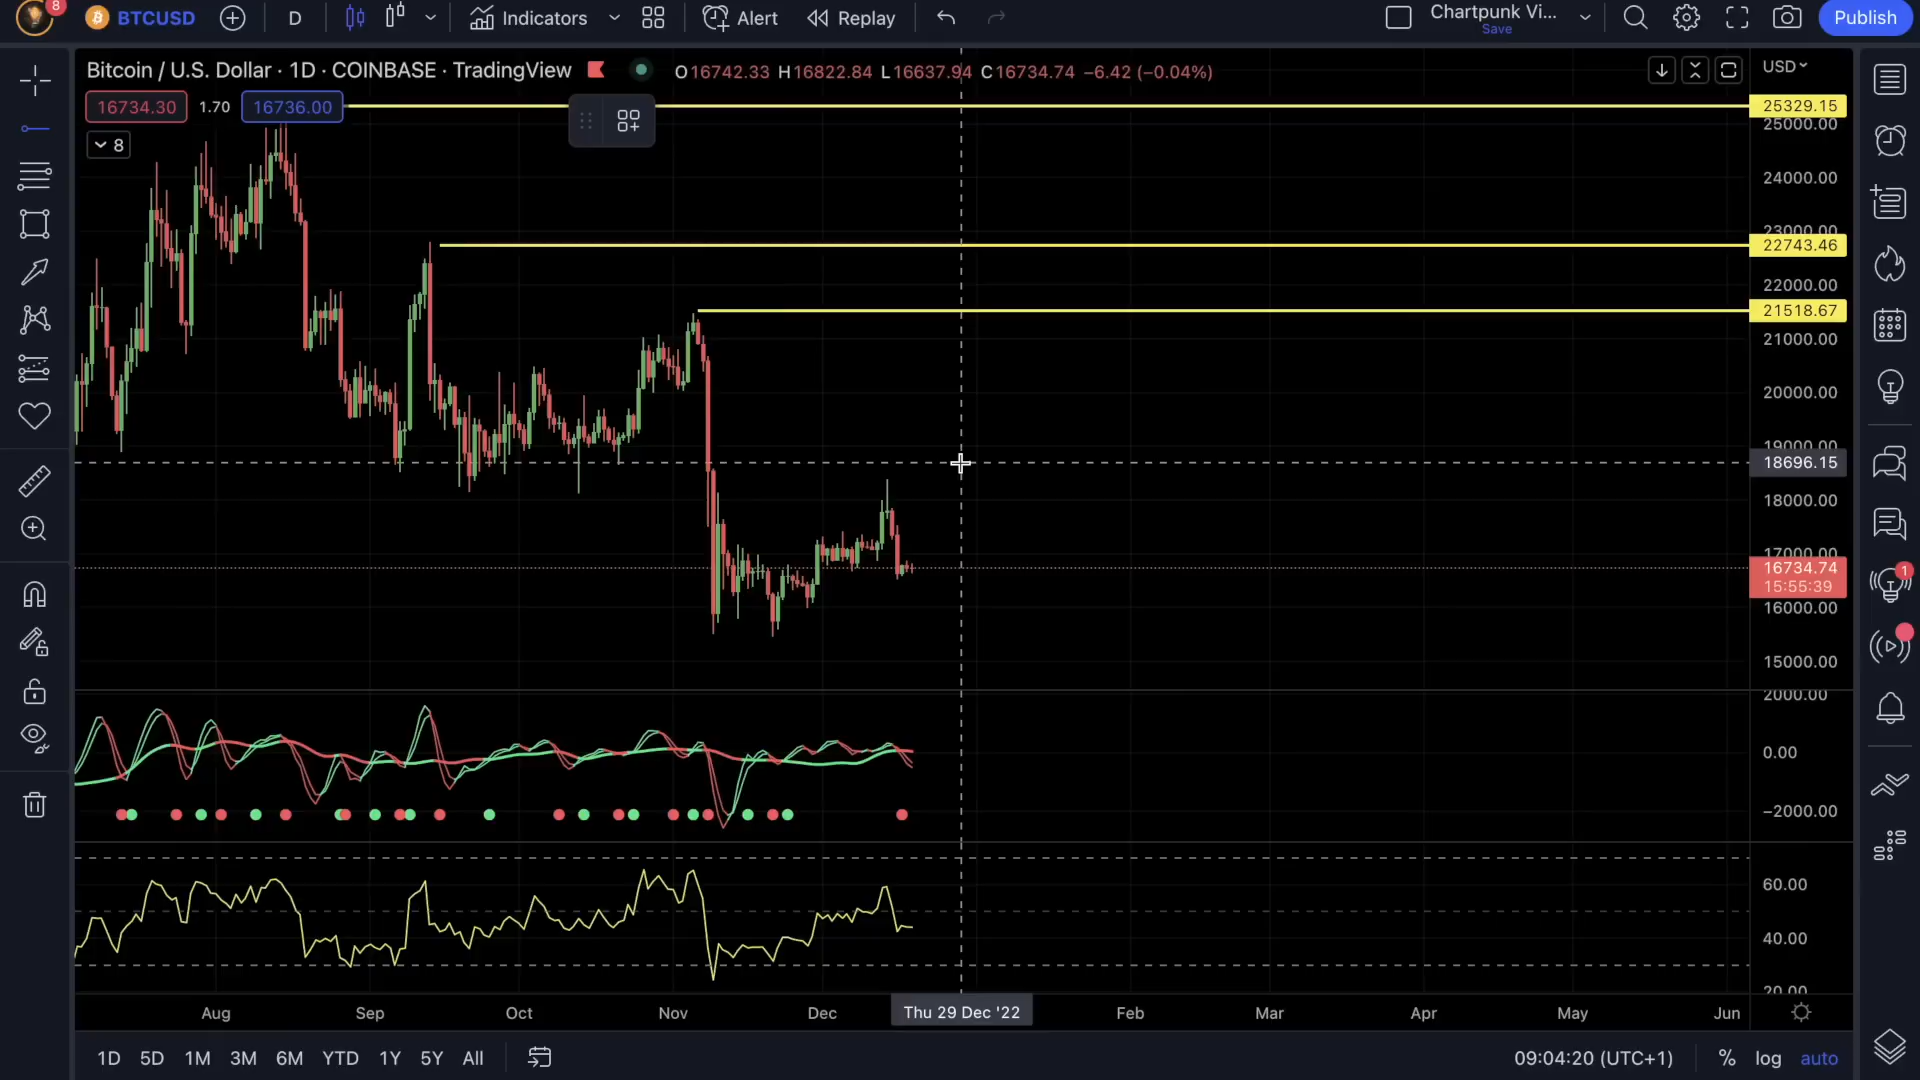 8
BTCUSD
D
Indicators
Alert
Replay
Chartpunk Vi...
Save
Publish
Bitcoin / U.S. Dollar · 1D · COINBASE · TradingView
O16742.33 H16822.84 L16637.94 C16734.74 −6.42 (−0.04%)
USD
16734.30
1.70
16736.00
8
25329.15
25000.00
24000.00
23000.00
22743.46
22000.00
21518.67
21000.00
20000.00
19000.00
18696.15
18000.00
17000.00
16734.74
15:55:39
16000.00
15000.00
2000.00
0.00
−2000.00
60.00
40.00
20.00
1
Aug
Sep
Oct
Nov
Dec
Thu 29 Dec '22
Feb
Mar
Apr
May
Jun
1D 5D 1M 3M 6M YTD 1Y 5Y All
09:04:20 (UTC+1)
% log auto